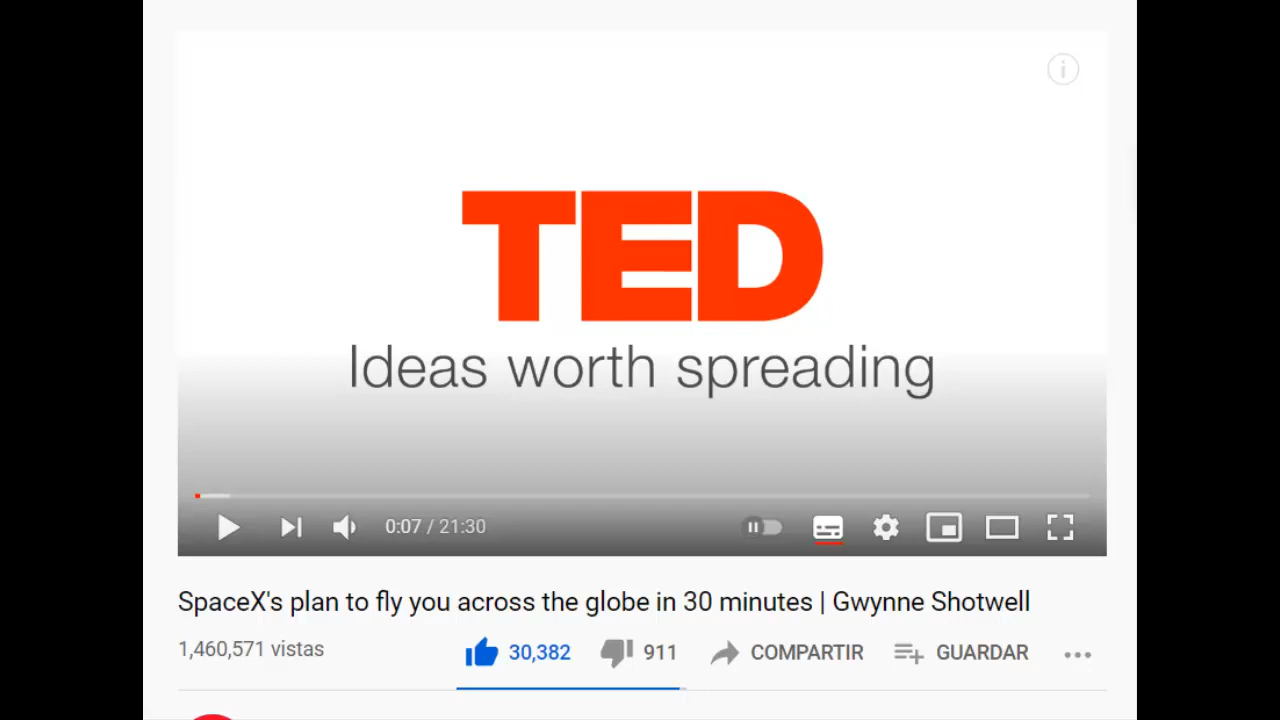 TED
Ideas worth spreading
0:07 / 21:30
SpaceX's plan to fly you across the globe in 30 minutes | Gwynne Shotwell
1,460,571 vistas 30,382 911 COMPARTIR GUARDAR